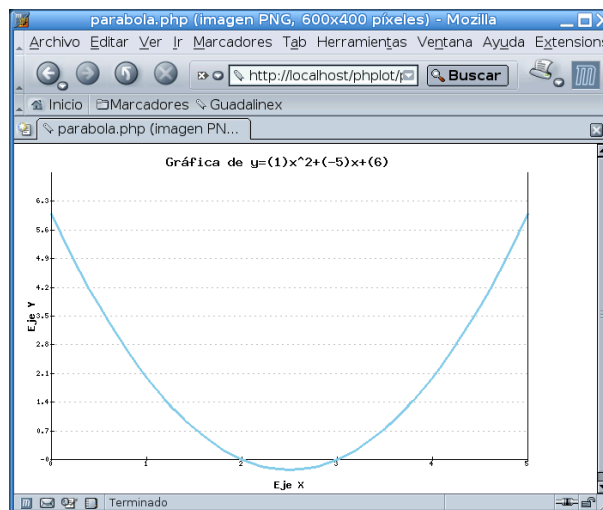 parabola.php (imagen PNG, 600x400 píxeles) - Mozilla
Archivo Editar Ver Ir Marcadores Tab Herramientas Ventana Ayuda Extension
http://localhost/phplot/p
Buscar
Inicio Marcadores Guadalinex
parabola.php (imagen PN...
Gráfica de y=(1)x^2+(-5)x+(6)
6.3
5.6
4.9
4.2
3.5
2.8
2.1
1.4
0.7
-0
Eje Y
0 1 2 3 4 5
Eje X
Terminado